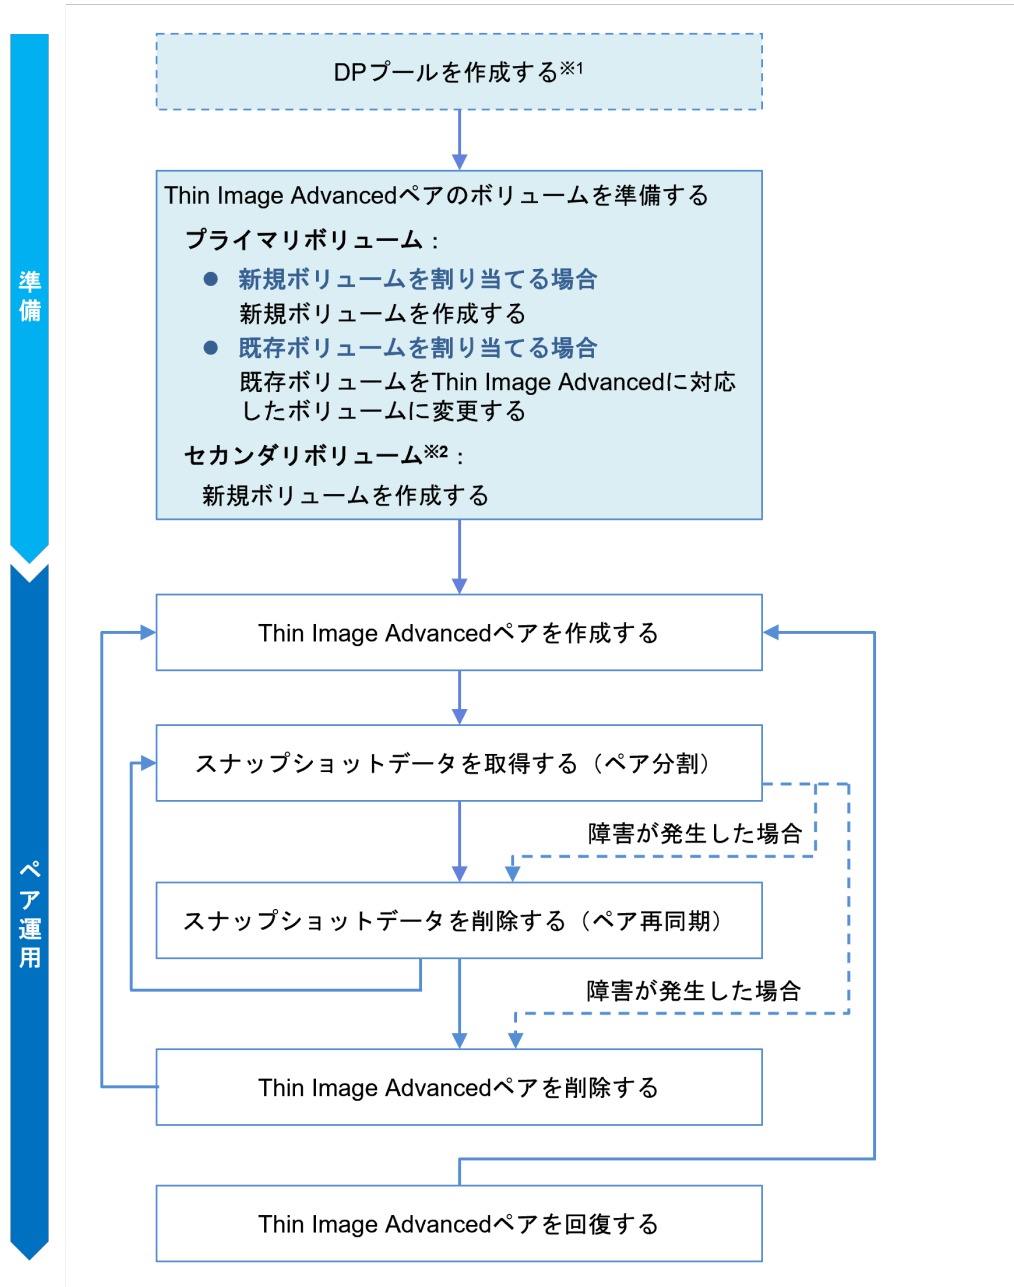 DPプールを作成する※1
Thin Image Advancedペアのボリュームを準備する
プライマリボリューム：
● 新規ボリュームを割り当てる場合
新規ボリュームを作成する
● 既存ボリュームを割り当てる場合
既存ボリュームをThin Image Advancedに対応
したボリュームに変更する
セカンダリボリューム※2：
新規ボリュームを作成する
準備
Thin Image Advancedペアを作成する
スナップショットデータを取得する（ペア分割）
障害が発生した場合
スナップショットデータを削除する（ペア再同期）
障害が発生した場合
Thin Image Advancedペアを削除する
Thin Image Advancedペアを回復する
ペア運用